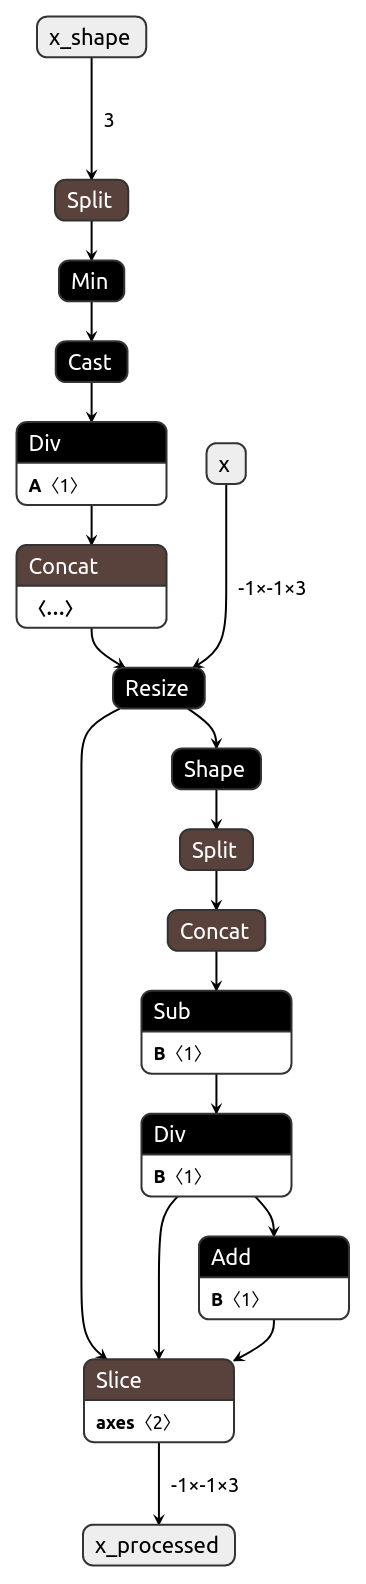 x_shape
3
Split
Min
Cast
Div
A〈1〉
x
Concat
〈…〉
-1×-1×3
Resize
Shape
Split
Concat
Sub
B〈1〉
Div
B〈1〉
Add
B〈1〉
Slice
axes〈2〉
-1×-1×3
x_processed